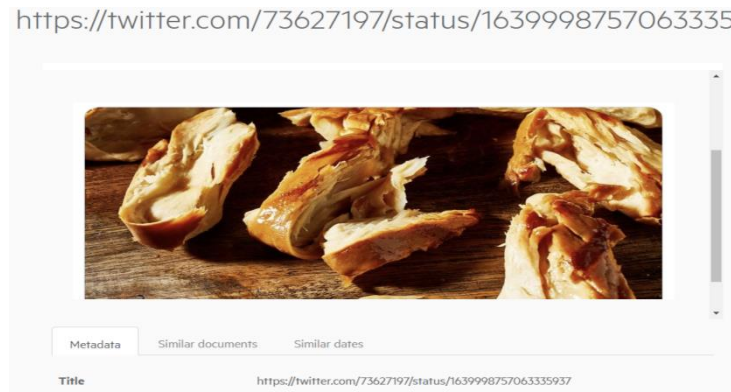 https://twitter.com/73627197/status/1639998757063335
Metadata Similar documents Similar dates
Title https://twitter.com/73627197/status/1639998757063335937